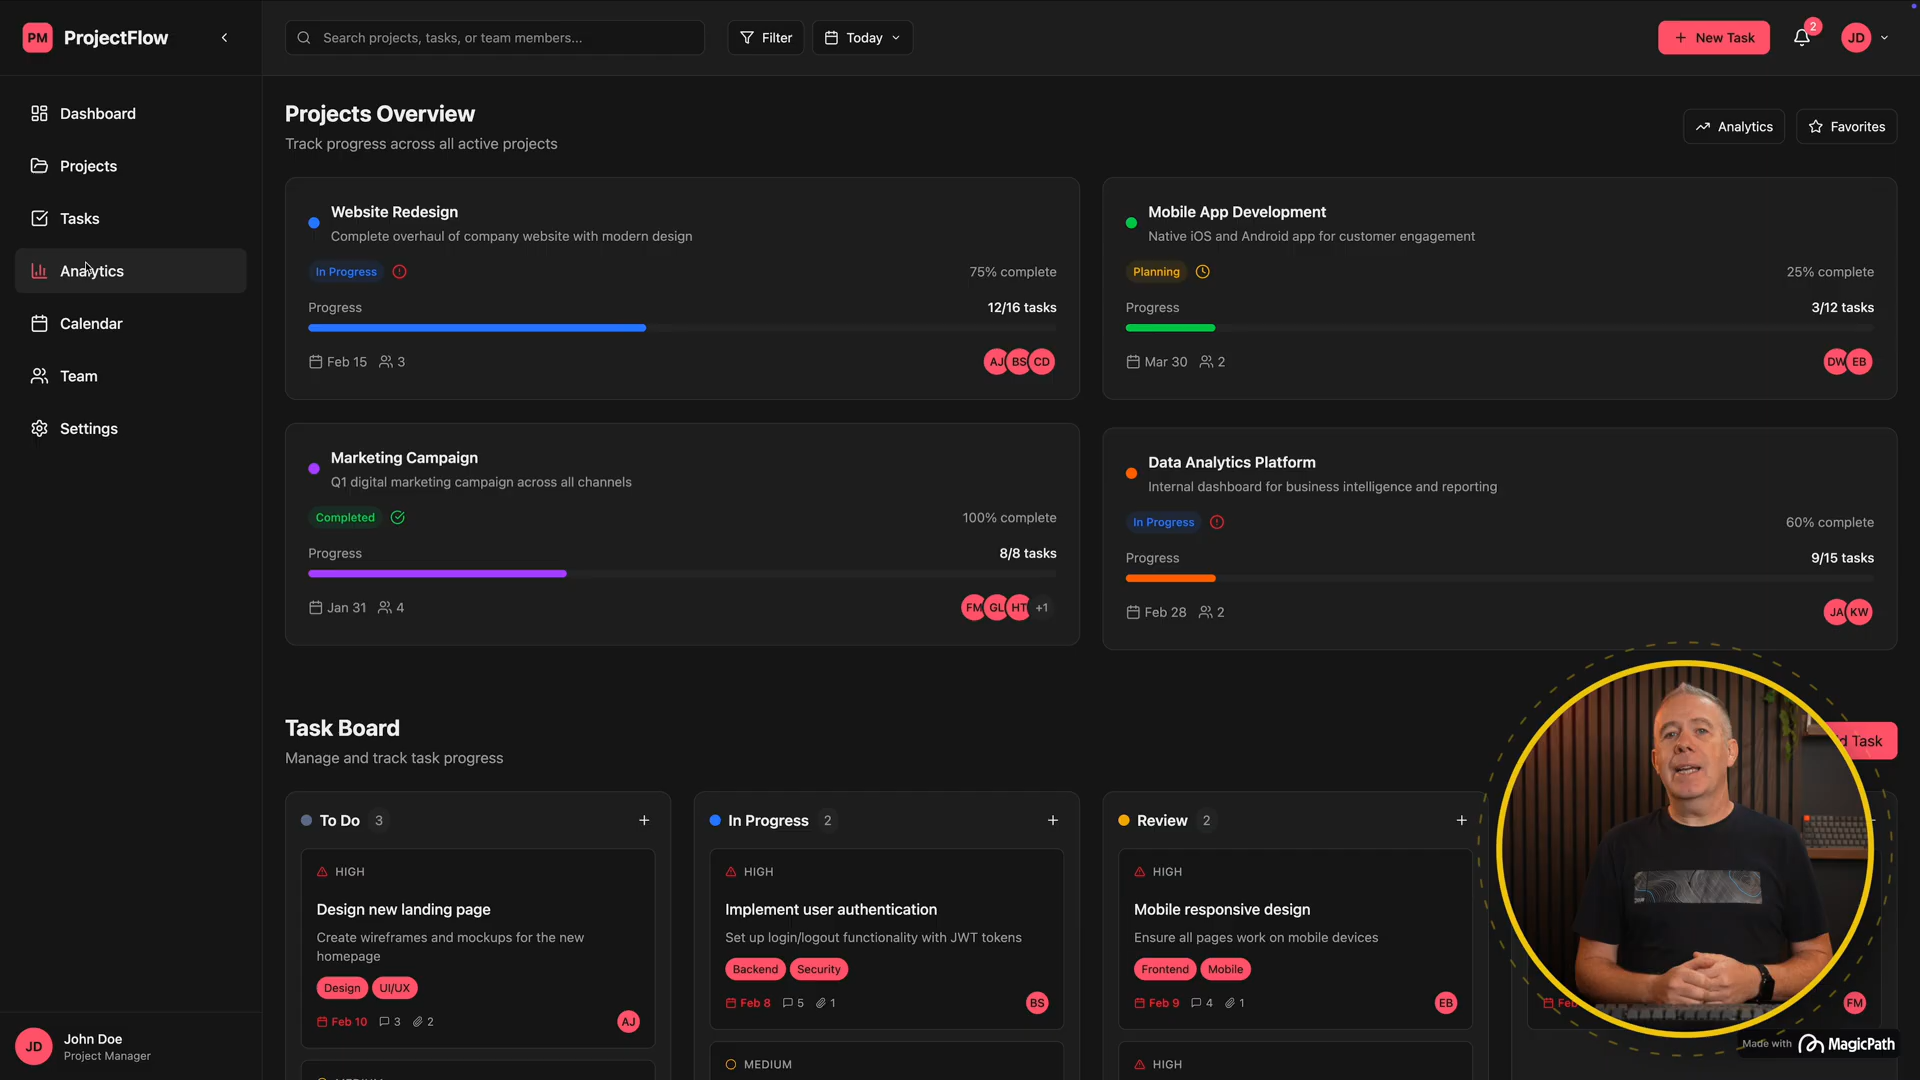 PM ProjectFlow
Search projects, tasks, or team members...
Filter
Today
New Task
2
JD
Dashboard
Projects
Tasks
Analytics
Calendar
Team
Settings
Projects Overview
Track progress across all active projects
Analytics
Favorites
Website Redesign
Complete overhaul of company website with modern design
In Progress
75% complete
Progress
12/16 tasks
Feb 15
3
AJ BS CD
Mobile App Development
Native iOS and Android app for customer engagement
Planning
25% complete
Progress
3/12 tasks
Mar 30
2
DW EB
Marketing Campaign
Q1 digital marketing campaign across all channels
Completed
100% complete
Progress
8/8 tasks
Jan 31
4
FM GL HT +1
Data Analytics Platform
Internal dashboard for business intelligence and reporting
In Progress
60% complete
Progress
9/15 tasks
Feb 28
2
JA KW
Task Board
Manage and track task progress
Task
To Do 3
HIGH
Design new landing page
Create wireframes and mockups for the new
homepage
Design UI/UX
Feb 10 3 2
AJ
In Progress 2
HIGH
Implement user authentication
Set up login/logout functionality with JWT tokens
Backend Security
Feb 8 5 1
BS
MEDIUM
Review 2
HIGH
Mobile responsive design
Ensure all pages work on mobile devices
Frontend Mobile
Feb 9 4 1
EB
HIGH
FM
JD
John Doe
Project Manager
Made with MagicPath